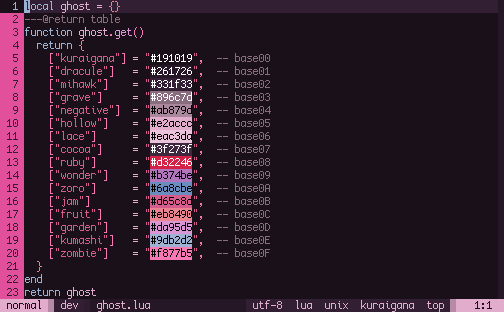 1 local ghost = {}
2 ---@return table
3 function ghost.get()
4   return {
5     ["kuraigana"] = "#191019",  -- base00
6     ["dracule"]   = "#261726",  -- base01
7     ["mihawk"]    = "#331f33",  -- base02
8     ["grave"]     = "#896c7d",  -- base03
9     ["negative"]  = "#ab879d",  -- base04
10     ["hollow"]    = "#e2accc",  -- base05
11     ["lace"]      = "#eac3da",  -- base06
12     ["cocoa"]     = "#3f273f",  -- base07
13     ["ruby"]      = "#d32246",  -- base08
14     ["wonder"]    = "#b374be",  -- base09
15     ["zoro"]      = "#6a8cbe",  -- base0A
16     ["jam"]       = "#d65c8d",  -- base0B
17     ["fruit"]     = "#eb8490",  -- base0C
18     ["garden"]    = "#da95d5",  -- base0D
19     ["kumashi"]   = "#9db2d2",  -- base0E
20     ["zombie"]    = "#f877b5",  -- base0F
21   }
22 end
23 return ghost
normal dev ghost.lua utf-8 lua unix kuraigana top 1:1